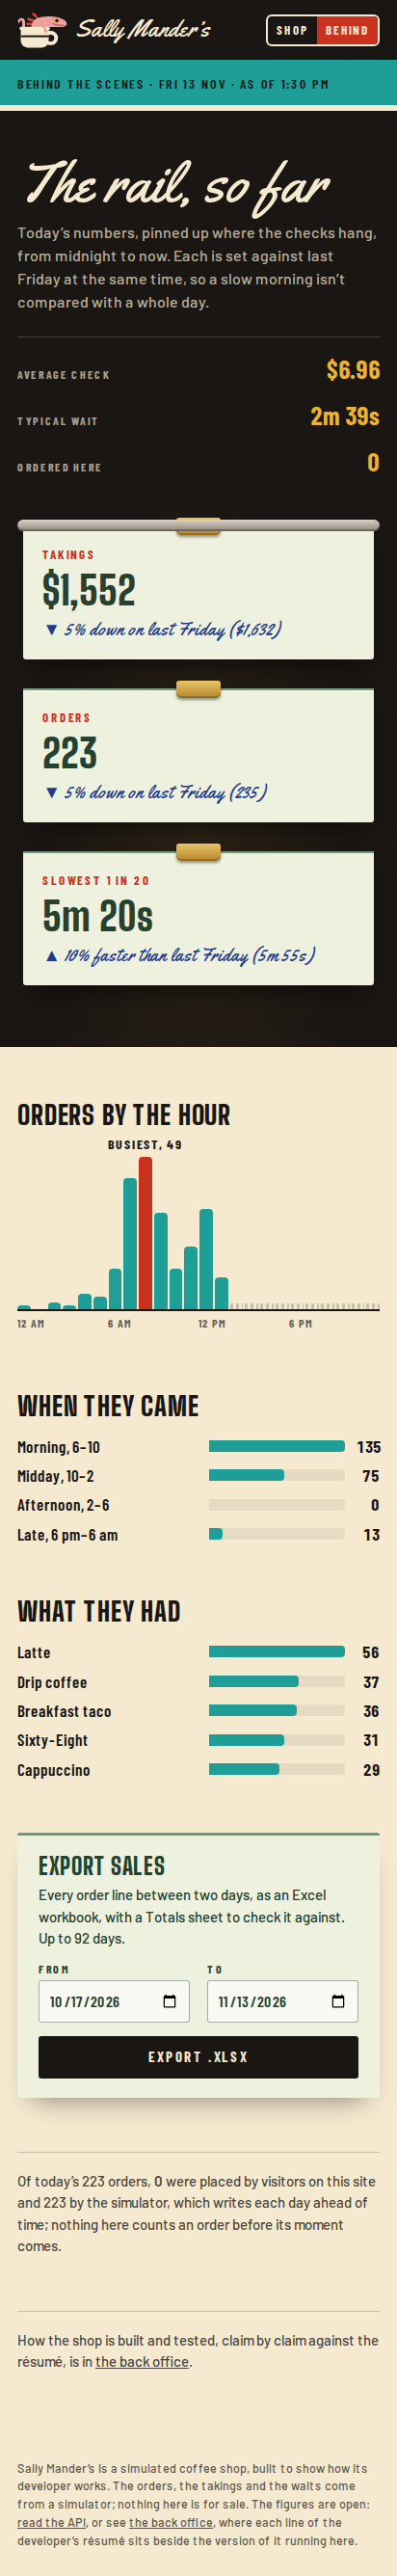 Sally Mander's
SHOP BEHIND
BEHIND THE SCENES · FRI 13 NOV · AS OF 1:30 PM
The rail, so far
Today's numbers, pinned up where the checks hang,
from midnight to now. Each is set against last
Friday at the same time, so a slow morning isn't
compared with a whole day.
AVERAGE CHECK $6.96
TYPICAL WAIT 2m 39s
ORDERED HERE 0
TAKINGS
$1,552
▼ 5% down on last Friday ($1,632)
ORDERS
223
▼ 5% down on last Friday (235)
SLOWEST 1 IN 20
5m 20s
▲ 10% faster than last Friday (5m 55s)
ORDERS BY THE HOUR
BUSIEST, 49
12 AM 6 AM 12 PM 6 PM
WHEN THEY CAME
Morning, 6–10 135
Midday, 10–2 75
Afternoon, 2–6 0
Late, 6 pm–6 am 13
WHAT THEY HAD
Latte 56
Drip coffee 37
Breakfast taco 36
Sixty-Eight 31
Cappuccino 29
EXPORT SALES
Every order line between two days, as an Excel
workbook, with a Totals sheet to check it against.
Up to 92 days.
FROM TO
10/17/2026 11/13/2026
EXPORT .XLSX
Of today's 223 orders, 0 were placed by visitors on this site
and 223 by the simulator, which writes each day ahead of
time; nothing here counts an order before its moment
comes.
How the shop is built and tested, claim by claim against the
résumé, is in the back office.
Sally Mander's is a simulated coffee shop, built to show how its
developer works. The orders, the takings and the waits come
from a simulator; nothing here is for sale. The figures are open:
read the API, or see the back office, where each line of the
developer's résumé sits beside the version of it running here.